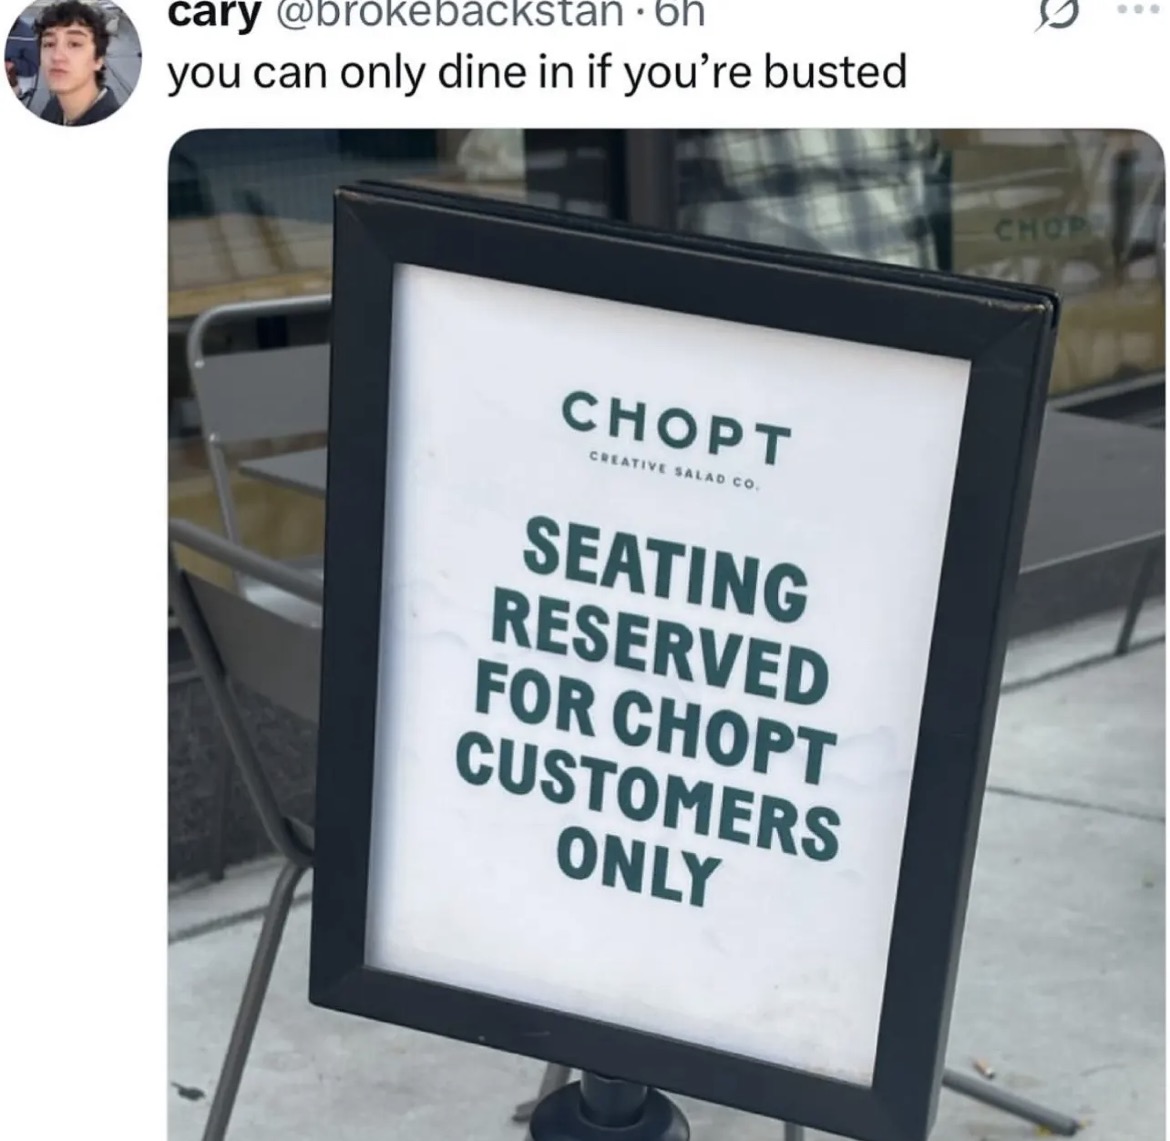 cary @brokebackstan · 6h
you can only dine in if you're busted
CHOP
CHOPT
CREATIVE SALAD CO.
SEATING
RESERVED
FOR CHOPT
CUSTOMERS
ONLY